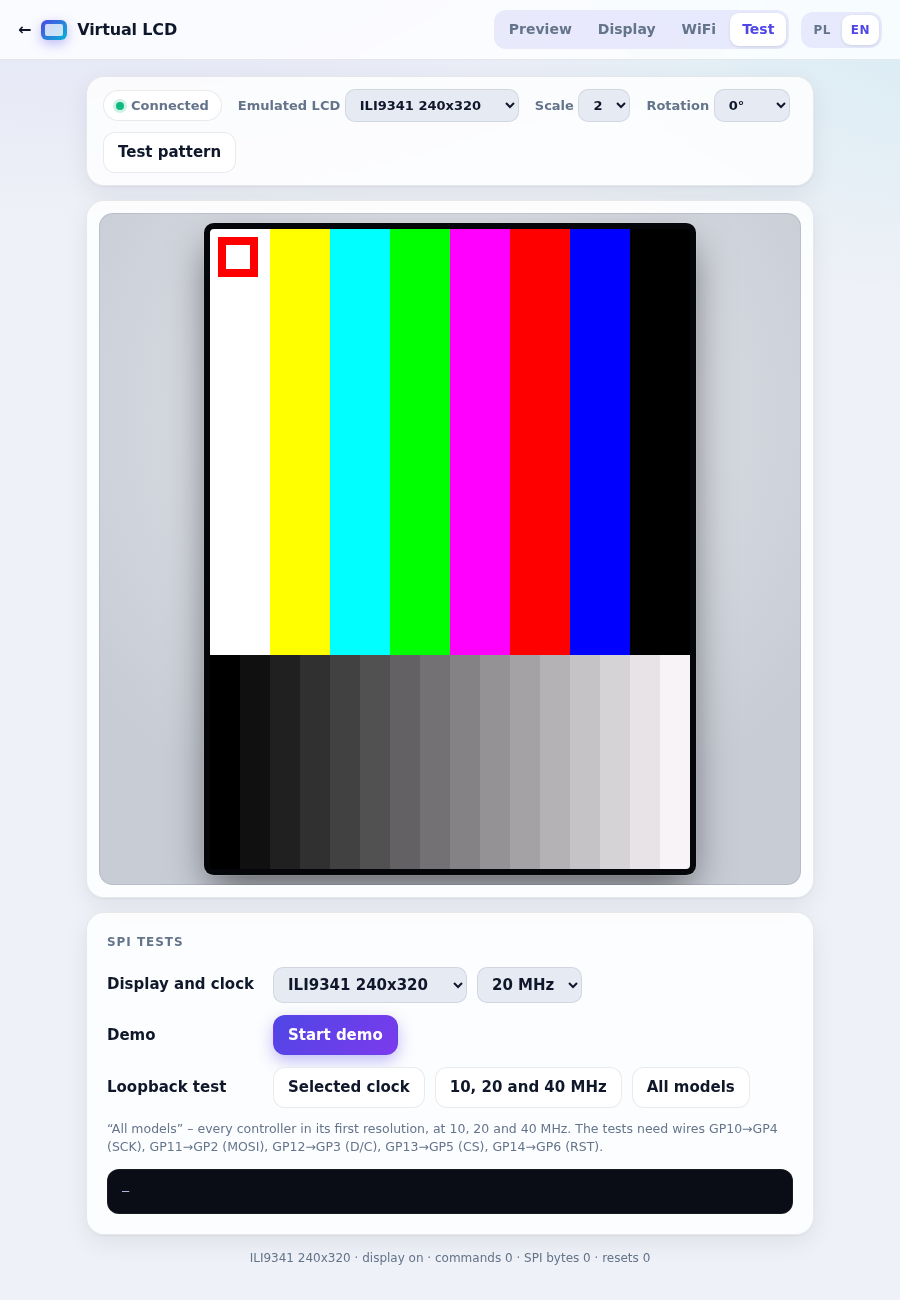 ← Virtual LCD Preview Display WiFi Test PL EN
Connected Emulated LCD ILI9341 240x320 Scale 2 Rotation 0°
Test pattern
SPI TESTS
Display and clock ILI9341 240x320 20 MHz
Demo Start demo
Loopback test Selected clock 10, 20 and 40 MHz All models
“All models” – every controller in its first resolution, at 10, 20 and 40 MHz. The tests need wires GP10→GP4
(SCK), GP11→GP2 (MOSI), GP12→GP3 (D/C), GP13→GP5 (CS), GP14→GP6 (RST).
–
ILI9341 240x320 · display on · commands 0 · SPI bytes 0 · resets 0